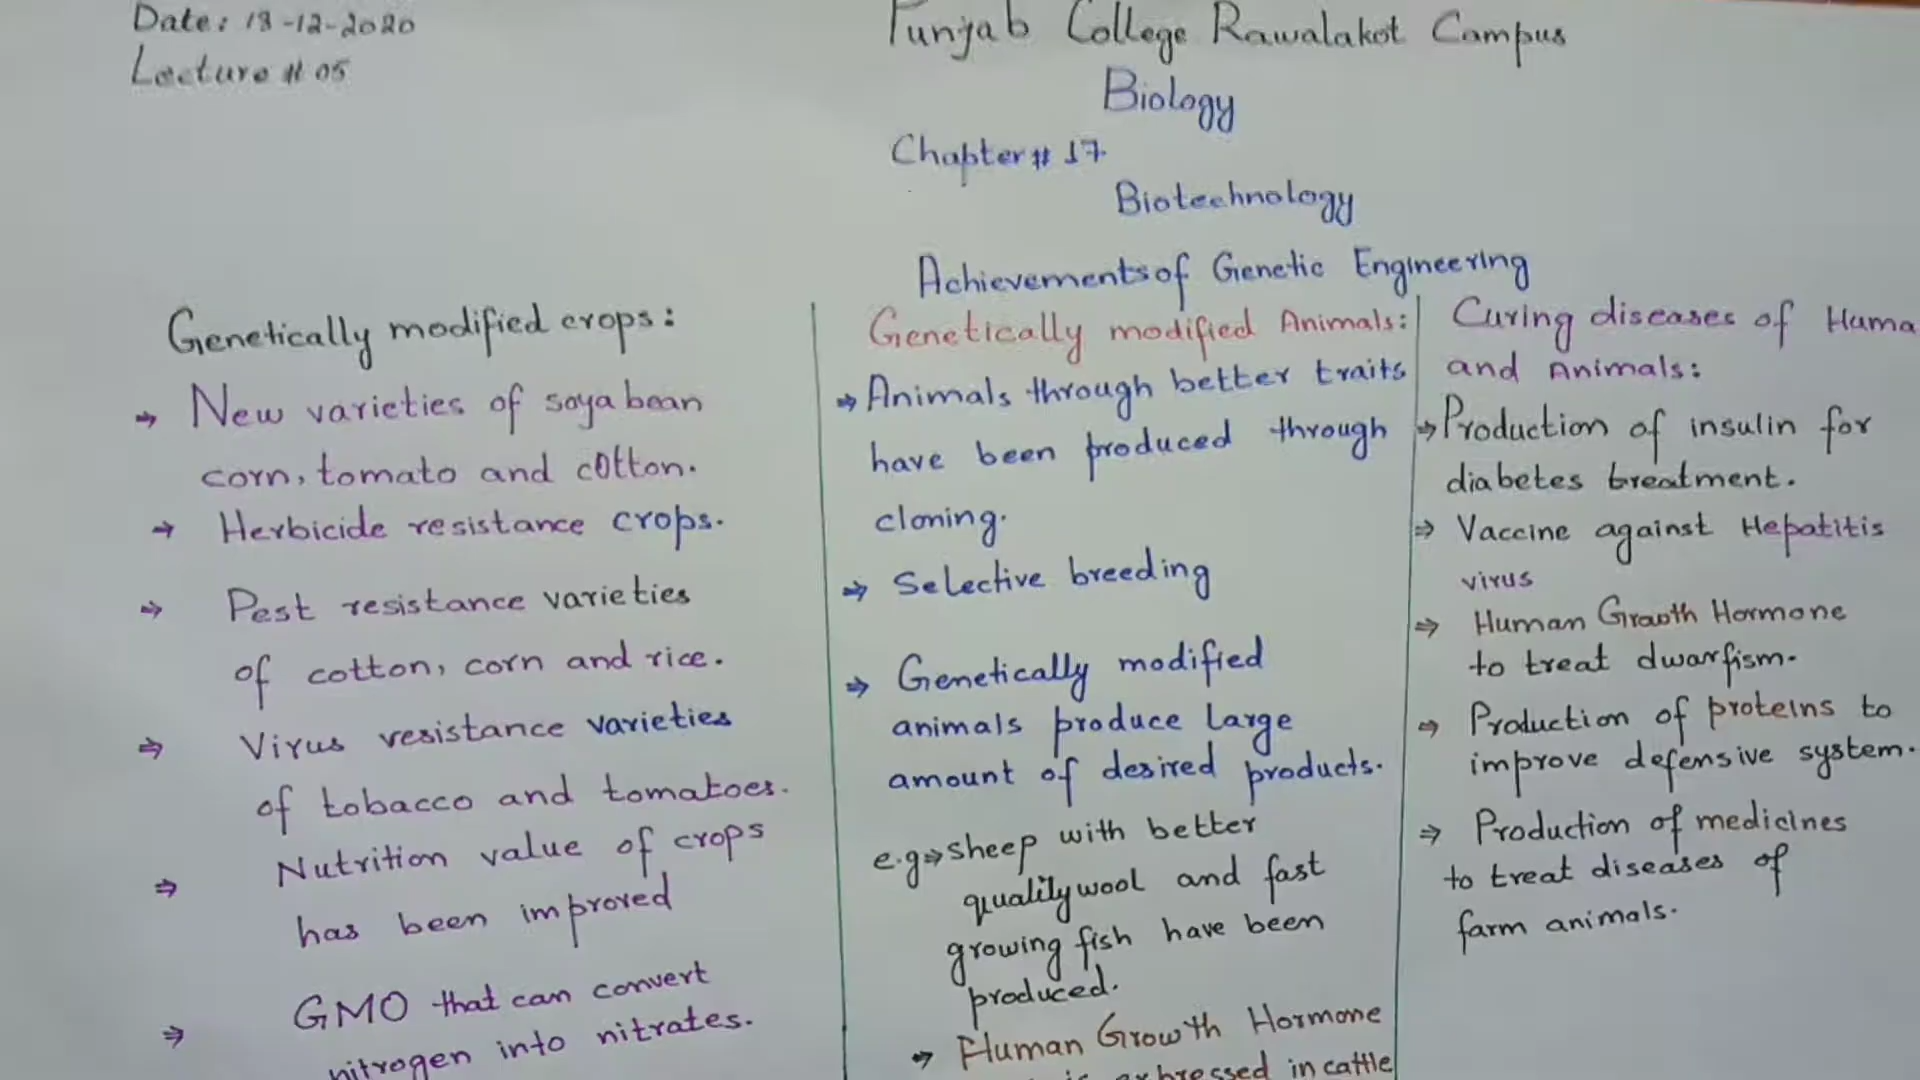 Date: 18-12-2020
Lecture # 05
Punjab College Rawalakot Campus
Biology
Chapter # 17
Biotechnology
Achievements of Genetic Engineering
Genetically modified crops:
⇒ New varieties of soya bean
corn, tomato and cotton.
⇒ Herbicide resistance crops.
⇒ Pest resistance varieties
of cotton, corn and rice.
⇒ Virus resistance varieties
of tobacco and tomatoes.
⇒ Nutrition value of crops
has been improved
⇒ GMO that can convert
nitrogen into nitrates.
Genetically modified Animals:
⇒ Animals through better traits
have been produced through
cloning.
⇒ Selective breeding
⇒ Genetically modified
animals produce large
amount of desired products.
e.g ⇒ sheep with better
quality wool and fast
growing fish have been
produced.
⇒ Human Growth Hormone
is expressed in cattle
Curing diseases of Huma
and Animals:
⇒ Production of insulin for
diabetes treatment.
⇒ Vaccine against Hepatitis
virus
⇒ Human Growth Hormone
to treat dwarfism.
⇒ Production of proteins to
improve defensive system.
⇒ Production of medicines
to treat diseases of
farm animals.